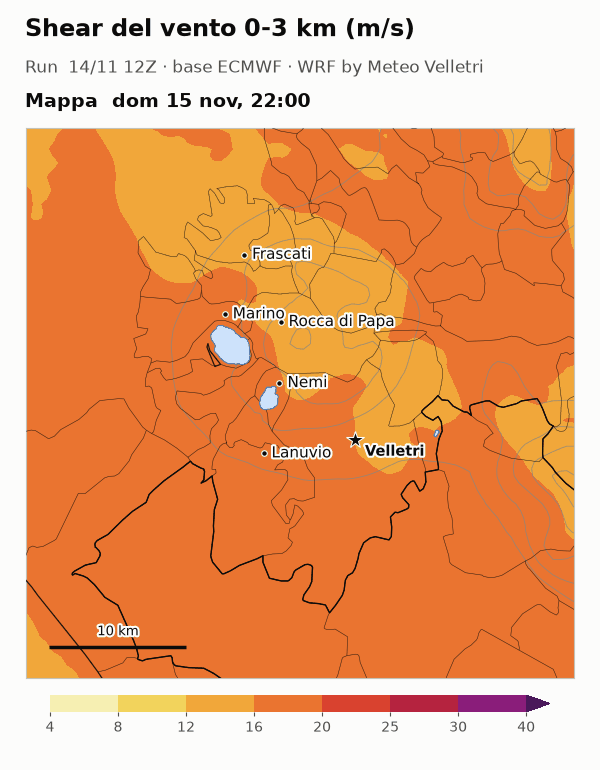 Shear del vento 0-3 km (m/s)
Run  14/11 12Z · base ECMWF · WRF by Meteo Velletri
Mappa  dom 15 nov, 22:00
Frascati
Marino
Rocca di Papa
Nemi
Velletri
Lanuvio
10 km
4 8 12 16 20 25 30 40